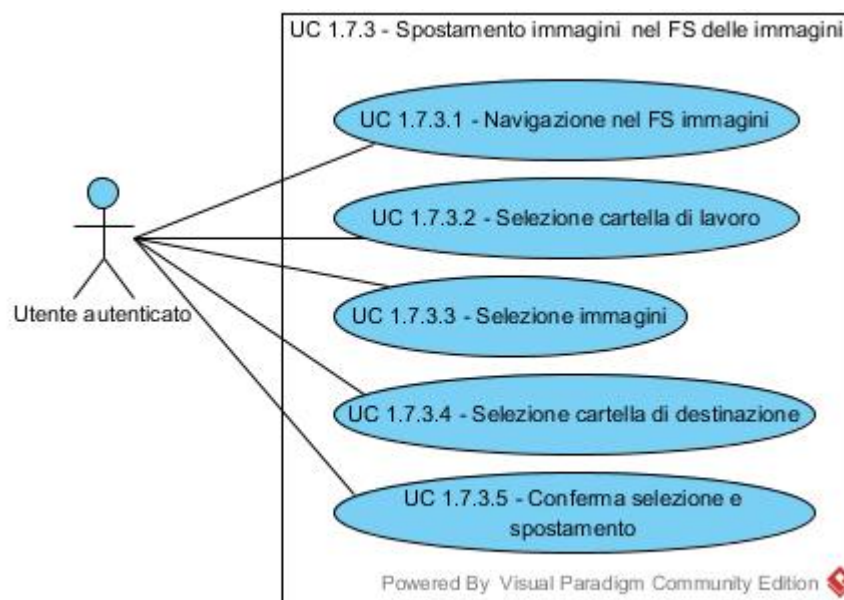 UC 1.7.3 - Spostamento immagini nel FS delle immagini
UC 1.7.3.1 - Navigazione nel FS immagini
UC 1.7.3.2 - Selezione cartella di lavoro
UC 1.7.3.3 - Selezione immagini
Utente autenticato
UC 1.7.3.4 - Selezione cartella di destinazione
UC 1.7.3.5 - Conferma selezione e
spostamento
Powered By Visual Paradigm Community Edition